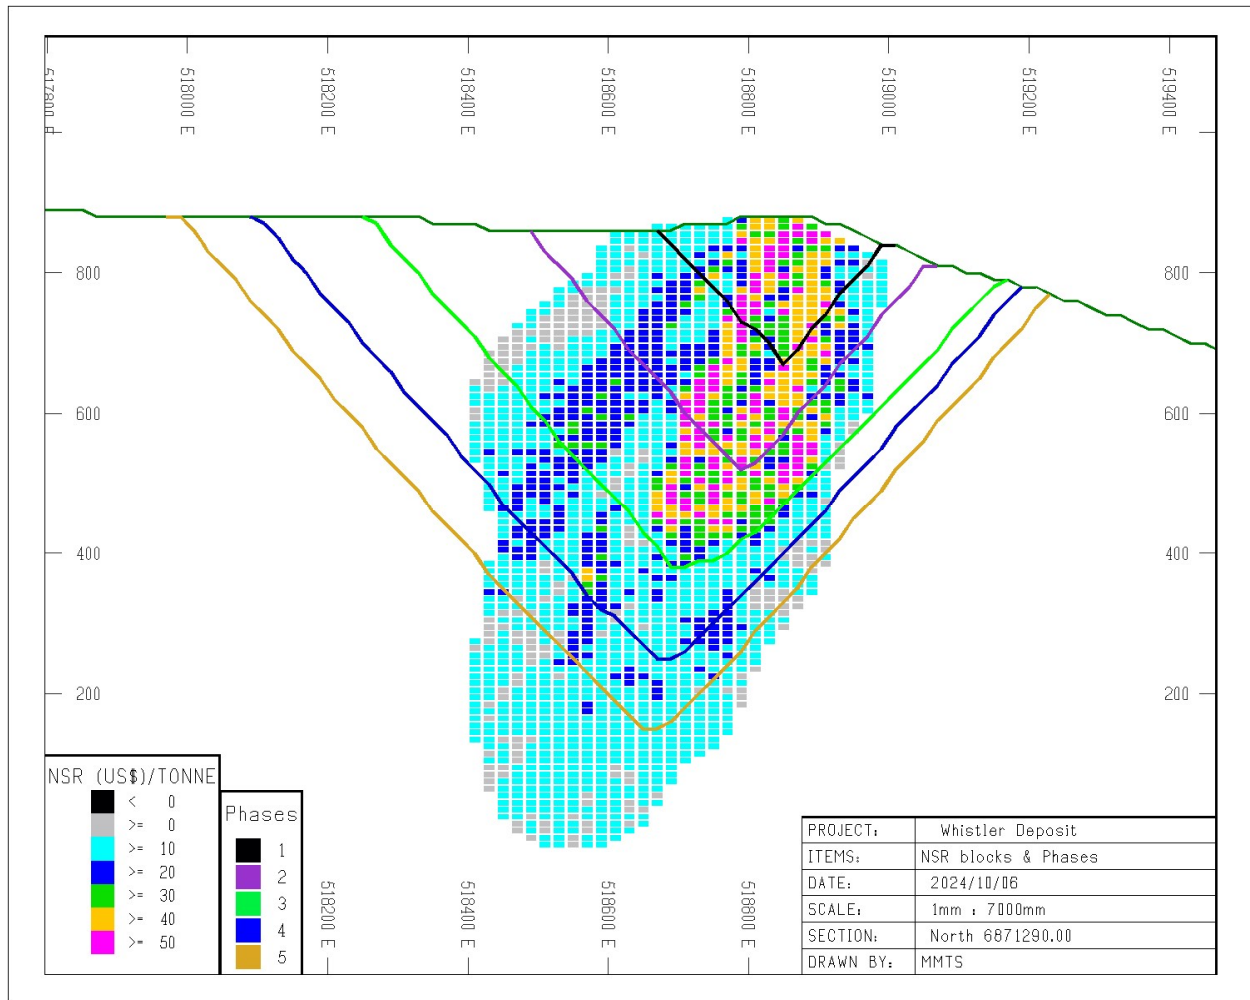 517800 E
518000 E
518200 E
518400 E
518600 E
518800 E
519000 E
519200 E
519400 E
800
800
600
600
400
400
200
200
518200 E
518400 E
518600 E
518800 E
NSR (US$)/TONNE
< 0
>= 0
>= 10
>= 20
>= 30
>= 40
>= 50
Phases
1
2
3
4
5
PROJECT: Whistler Deposit
ITEMS: NSR blocks & Phases
DATE: 2024/10/06
SCALE: 1mm : 7000mm
SECTION: North 6871290.00
DRAWN BY: MMTS